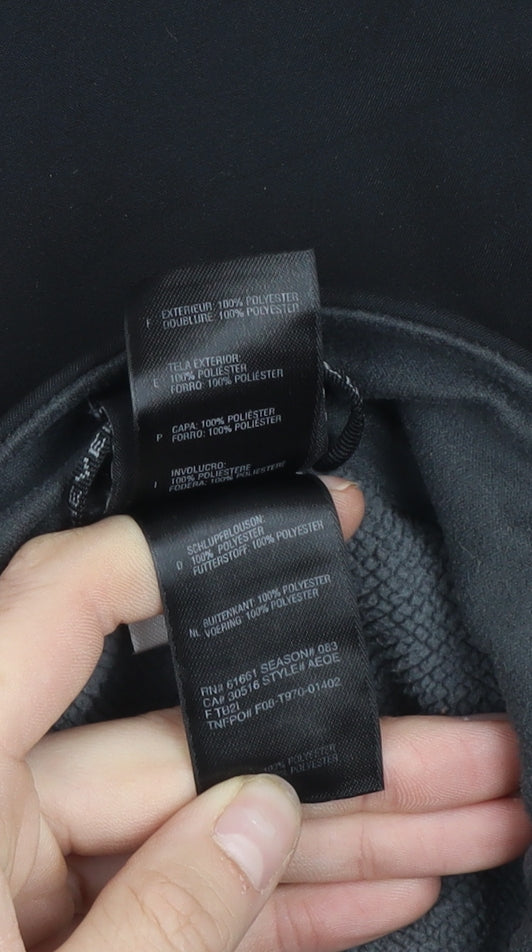 F EXTERIEUR: 100% POLYESTER
DOUBLURE: 100% POLYESTER
TELA EXTERIOR:
E 100% POLIÉSTER
FORRO: 100% POLIÉSTER
CAPA: 100% POLIÉSTER
P FORRO: 100% POLIÉSTER
INVOLUCRO:
I 100% POLIESTERE
FODERA: 100% POLIESTERE
SCHLUPFBLOUSON:
D 100% POLYESTER
FUTTERSTOFF: 100% POLYESTER
NL BUITENKANT: 100% POLYESTER
VOERING 100% POLYESTER
RN# 61661 SEASON# 083
CA# 30516 STYLE# AEOE
F TB2I
TNFPO# F08-T970-01402
100% POLYESTER
POLYESTER